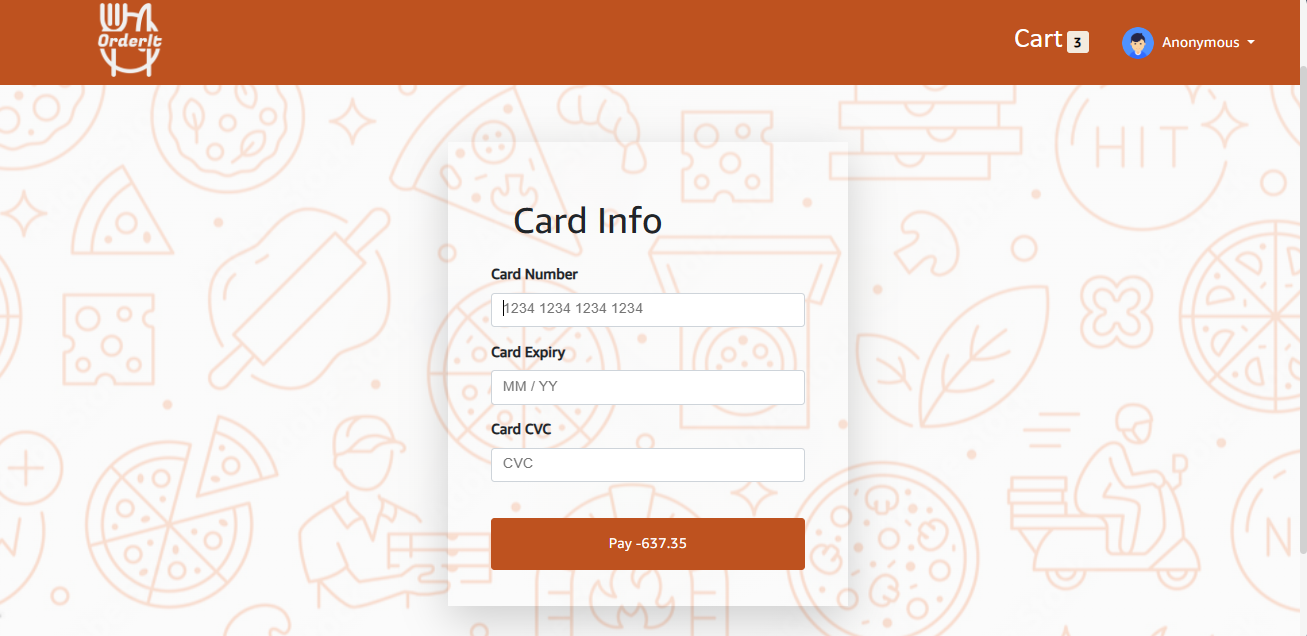 OrderIt
Cart 3
Anonymous
HIT
Card Info
Card Number
1234 1234 1234 1234
Card Expiry
MM / YY
Card CVC
CVC
Pay -637.35
N